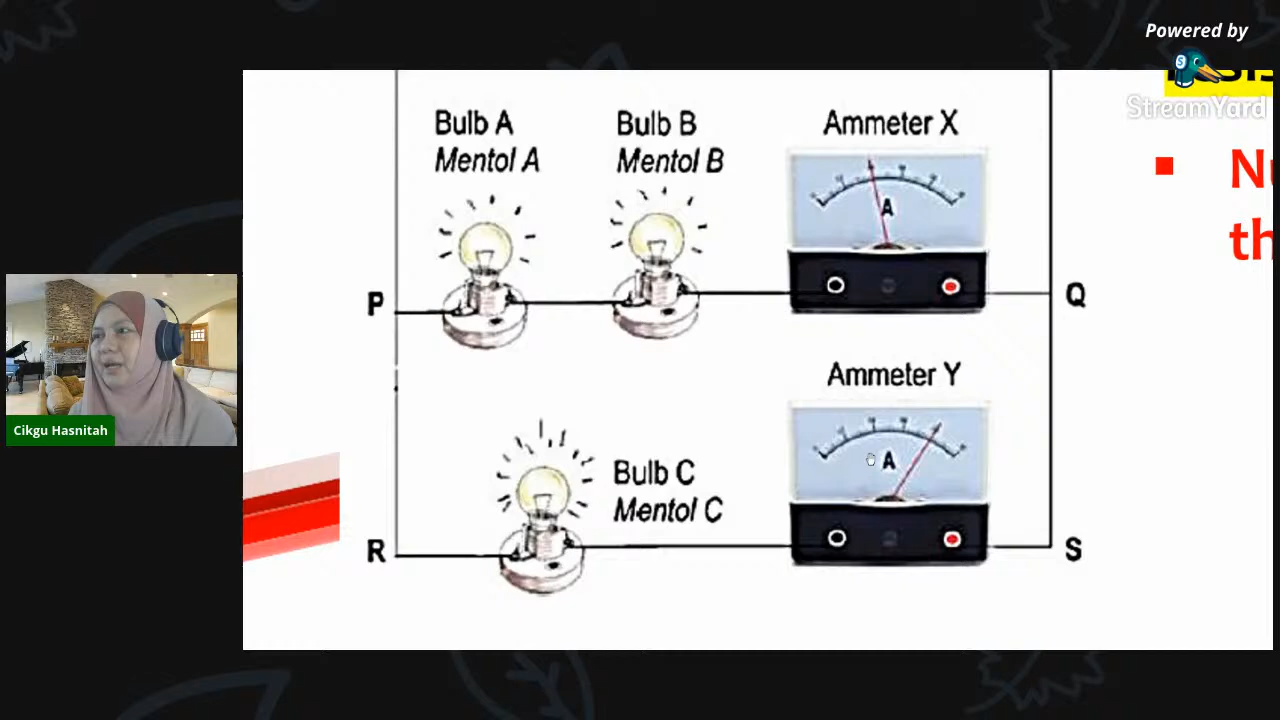 Powered by
StreamYard
Bulb A
Mentol A
Bulb B
Mentol B
Ammeter X
A
P
Q
Ammeter Y
A
Bulb C
Mentol C
R
S
Cikgu Hasnitah